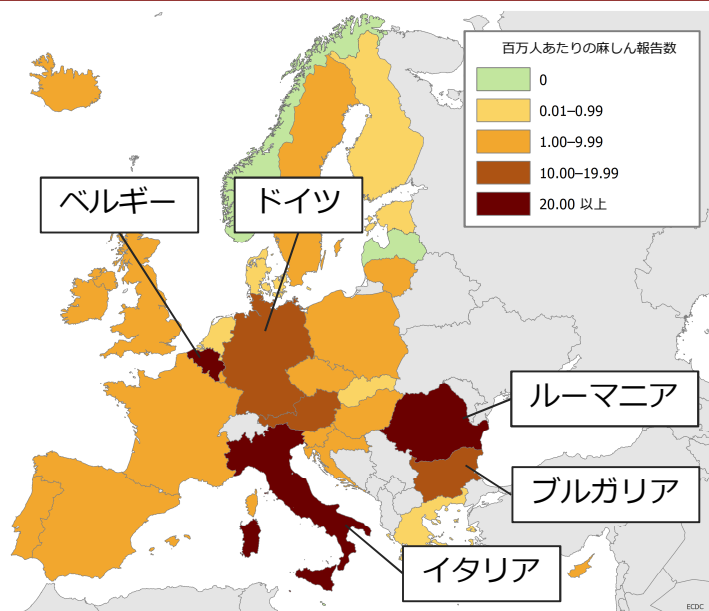 百万人あたりの麻しん報告数
0
0.01–0.99
1.00–9.99
10.00–19.99
20.00 以上
ベルギー
ドイツ
ルーマニア
ブルガリア
イタリア
ECDC